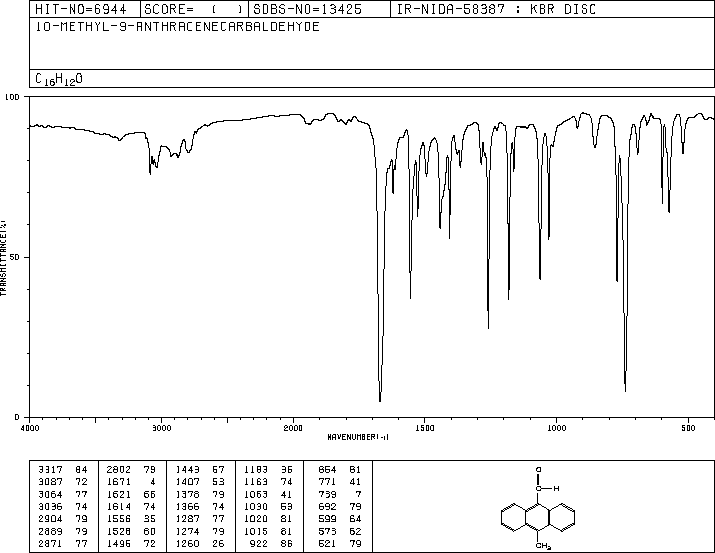 HIT-NO=6944 SCORE= ( ) SDBS-NO=13425 IR-NIDA-58387 : KBR DISC
10-METHYL-9-ANTHRACENECARBALDEHYDE
C16H12O
100
50
0
TRANSMITTANCE(%)
4000 3000 2000 1500 1000 500
WAVENUMBER(-1)
3317 84 2802 79 1443 57 1183 35 854 81
3087 72 1671 4 1407 53 1163 74 771 41
3064 77 1621 66 1378 79 1063 41 739 7
3036 74 1614 74 1366 74 1030 53 692 79
2904 79 1556 35 1287 77 1020 81 599 64
2889 79 1528 60 1274 79 1015 81 573 62
2871 77 1495 72 1260 26 922 86 521 79
O
C—H
CH3